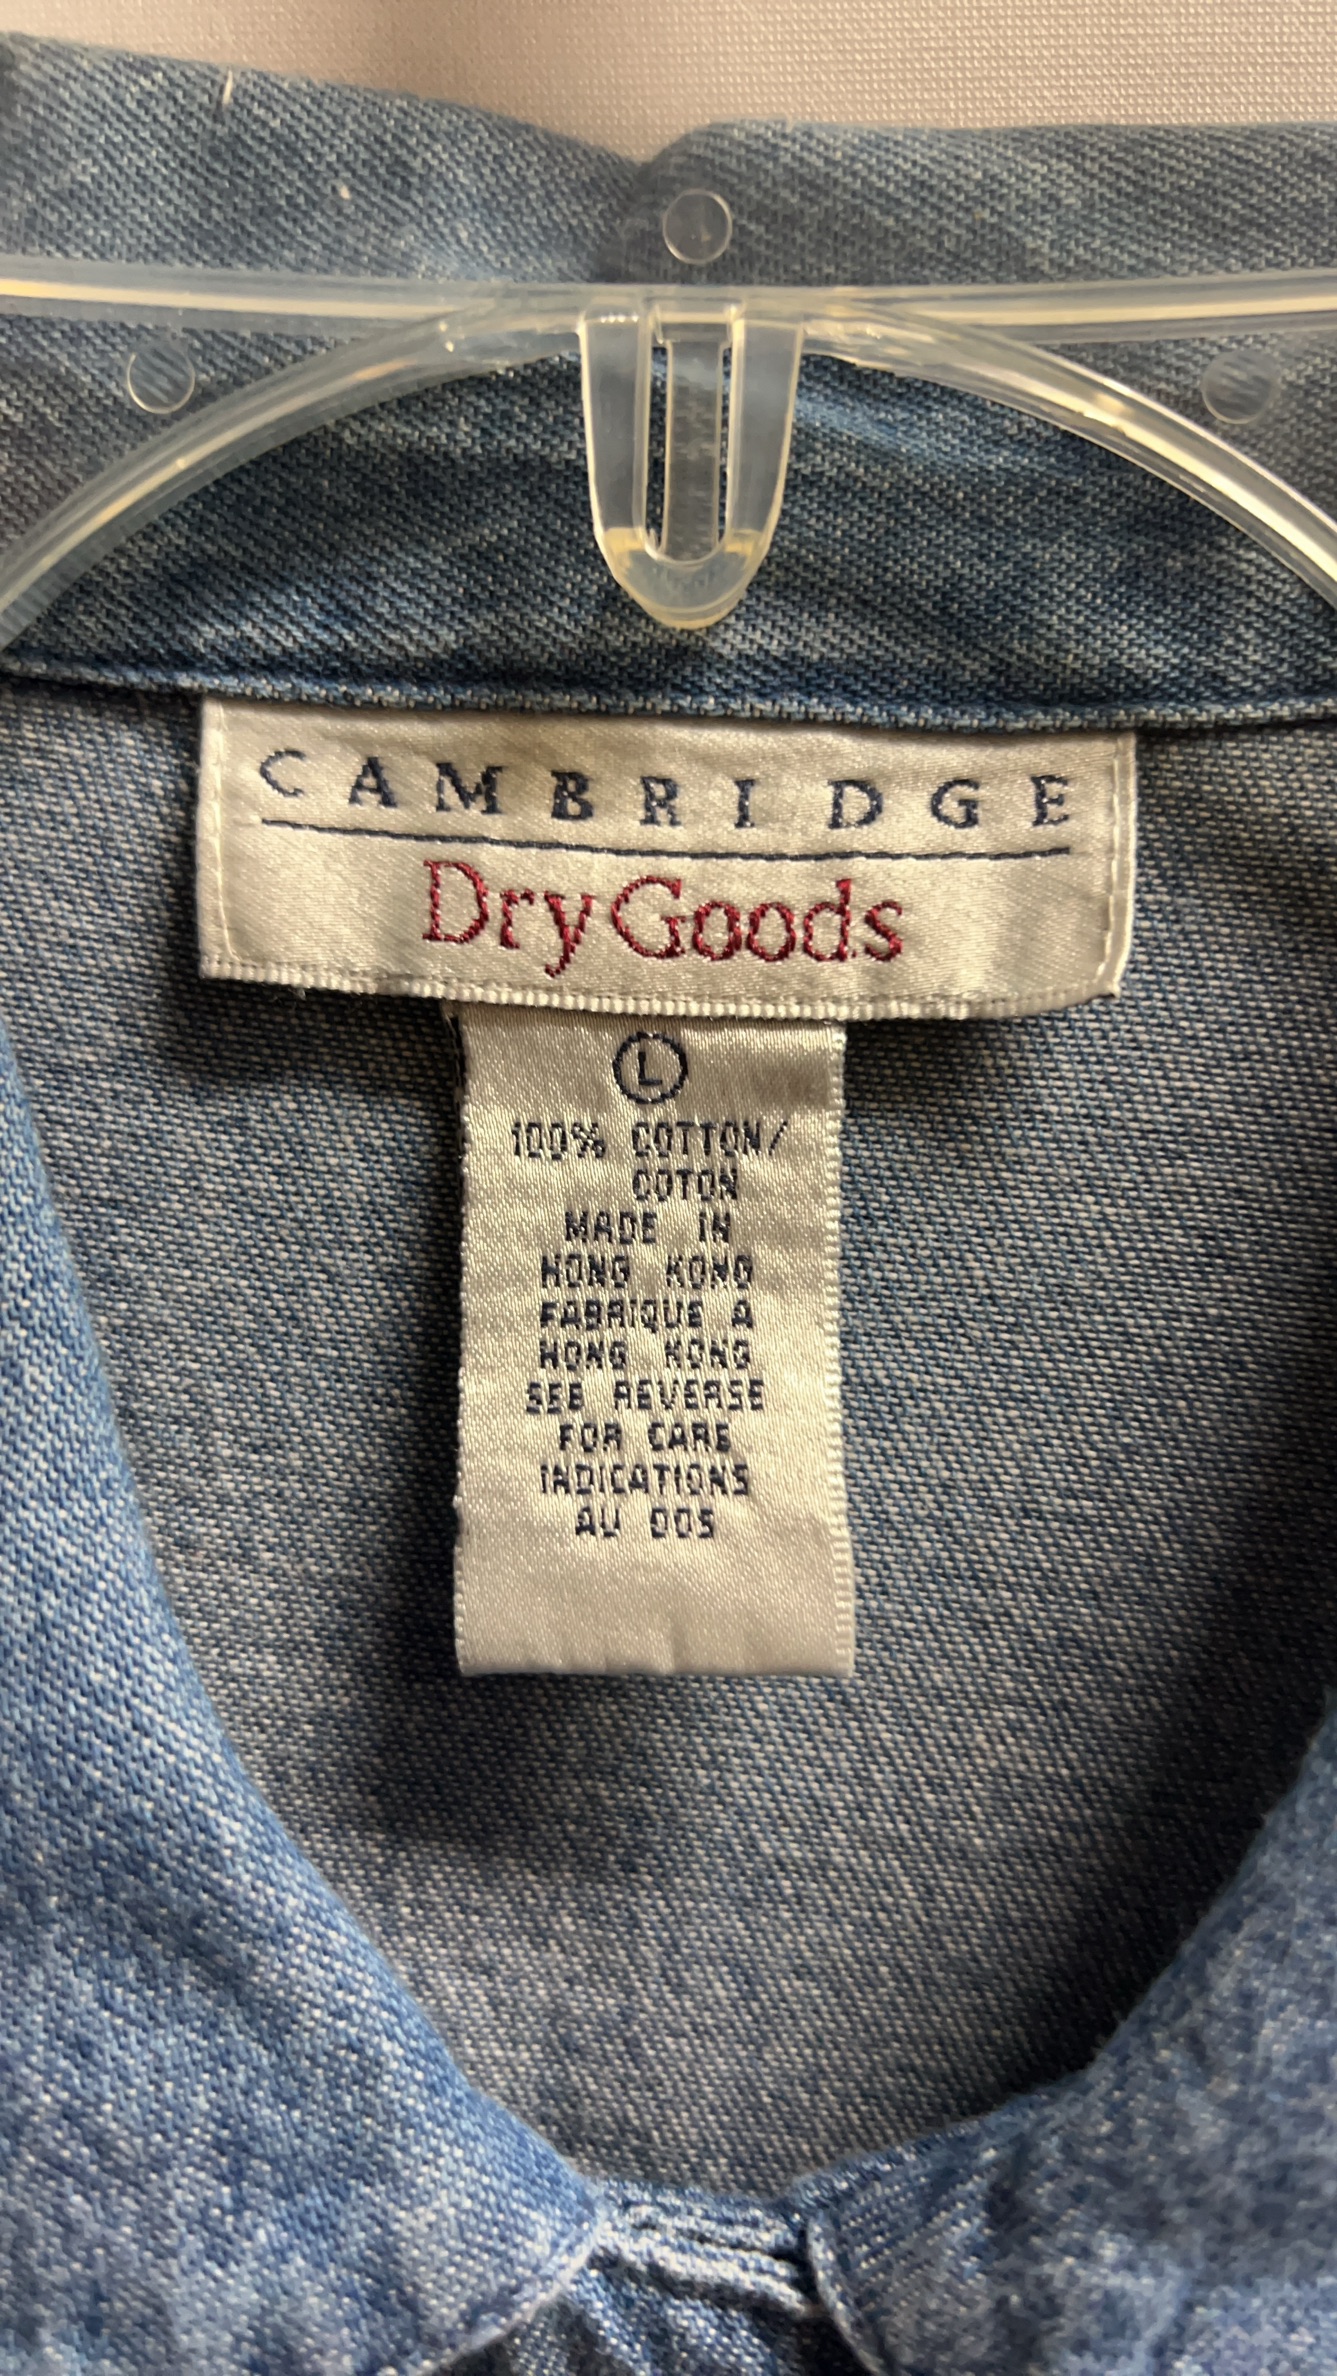 CAMBRIDGE
Dry Goods
L
100% COTTON/
COTON
MADE IN
HONG KONG
FABRIQUE A
HONG KONG
SEE REVERSE
FOR CARE
INDICATIONS
AU DOS